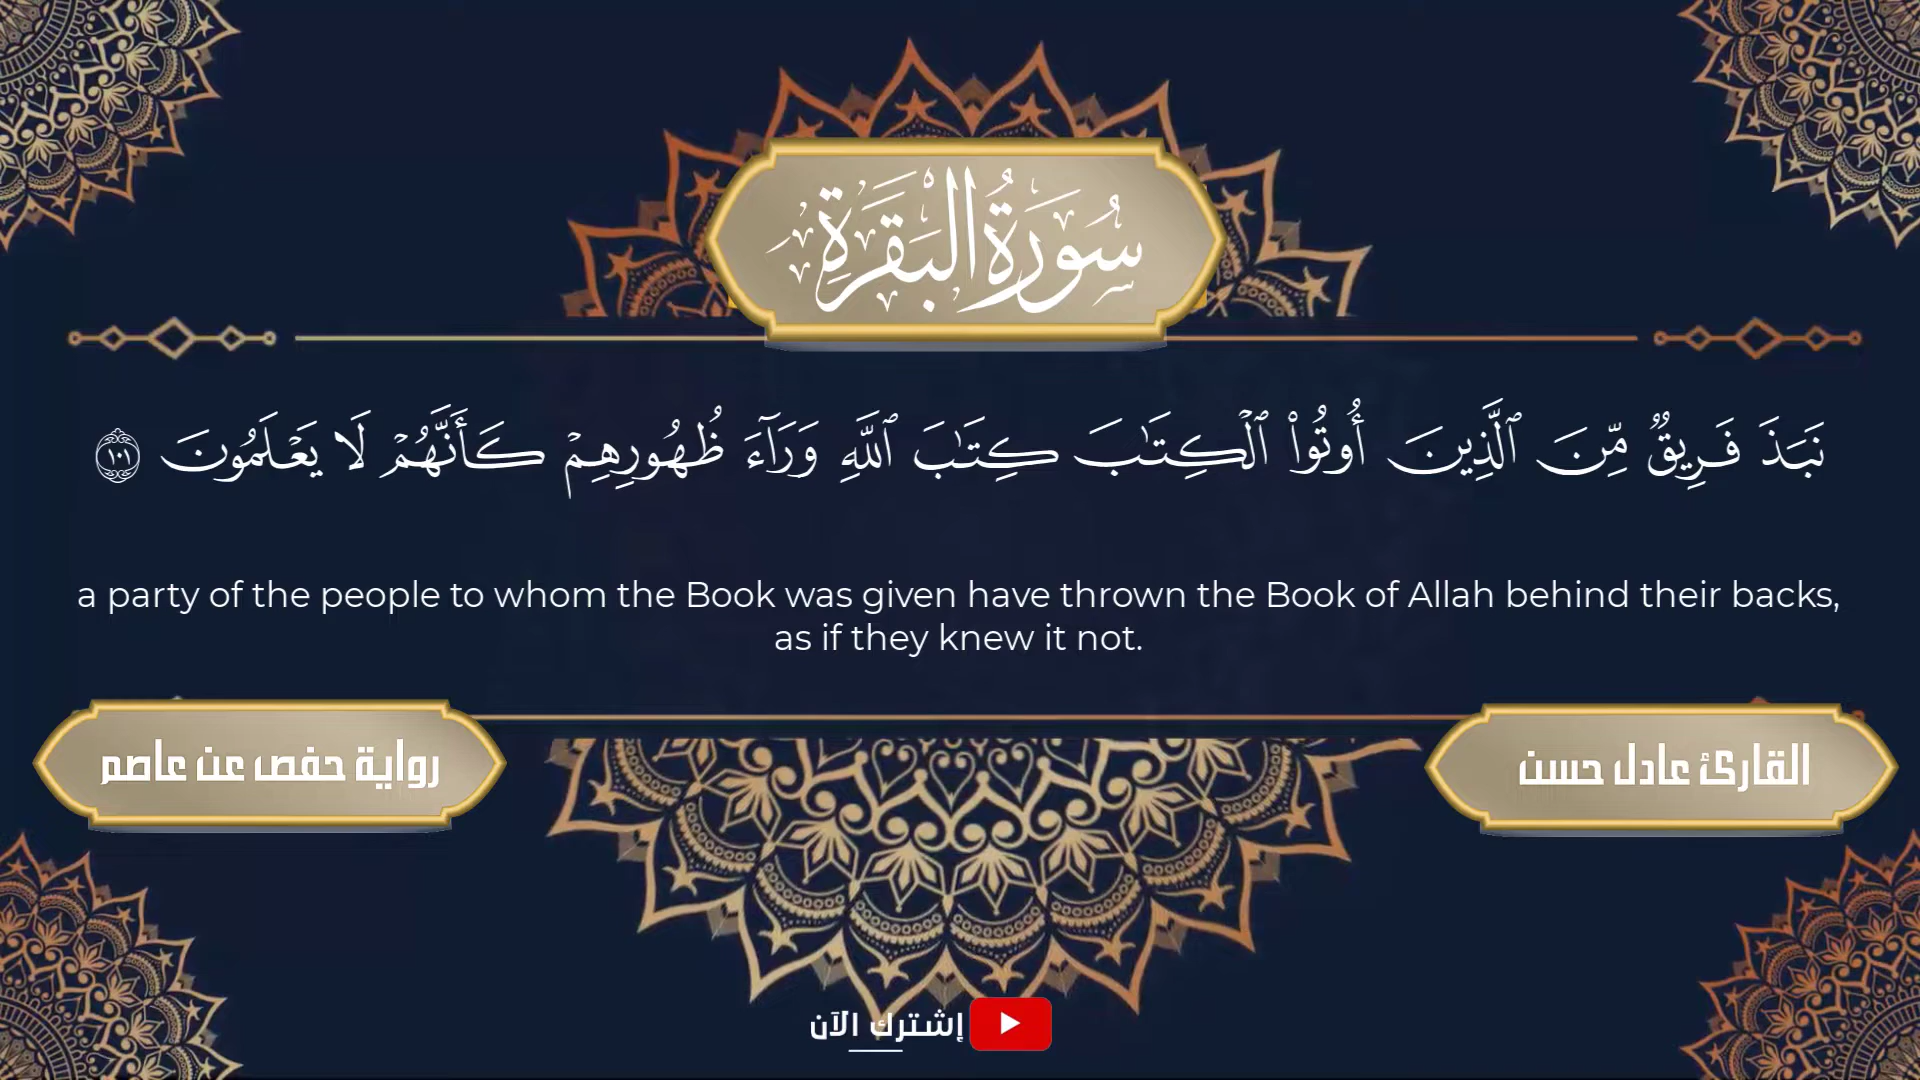 سُورَةُ البَقَرَةِ
نَبَذَ فَرِيقٌ مِّنَ ٱلَّذِينَ أُوتُوا۟ ٱلْكِتَـٰبَ كِتَـٰبَ ٱللَّهِ وَرَآءَ ظُهُورِهِمْ كَأَنَّهُمْ لَا يَعْلَمُونَ ١٠١
a party of the people to whom the Book was given have thrown the Book of Allah behind their backs,
as if they knew it not.
القارئ عادل حسن
رواية حفص عن عاصم
إشترك الآن